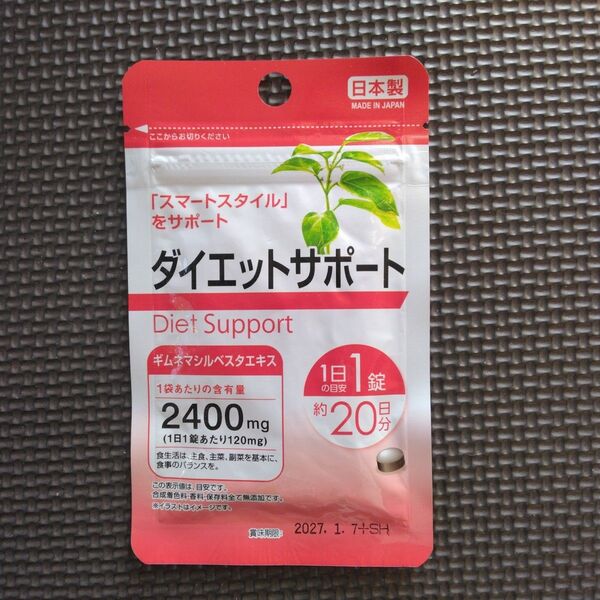 日本製
MADE IN JAPAN
ここからお切りください
「スマートスタイル」
をサポート
ダイエットサポート
Diet Support
ギムネマシルベスタエキス
1袋あたりの含有量
2400mg
(1日1錠あたり120mg)
食生活は、主食、主菜、副菜を基本に、
食事のバランスを。
1日の目安1錠
約20日分
この表示値は、目安です。
合成着色料・香料・保存料全て無添加です。
※イラストはイメージです。
賞味期限: 2027. 1. 7+SH